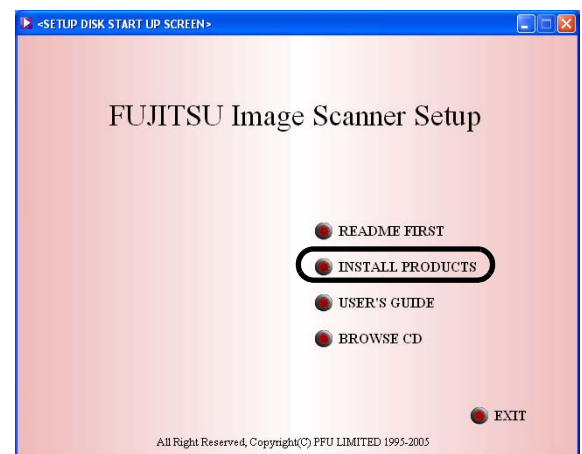 <SETUP DISK START UP SCREEN>
FUJITSU Image Scanner Setup
README FIRST
INSTALL PRODUCTS
USER'S GUIDE
BROWSE CD
EXIT
All Right Reserved, Copyright(C) PFU LIMITED 1995-2005